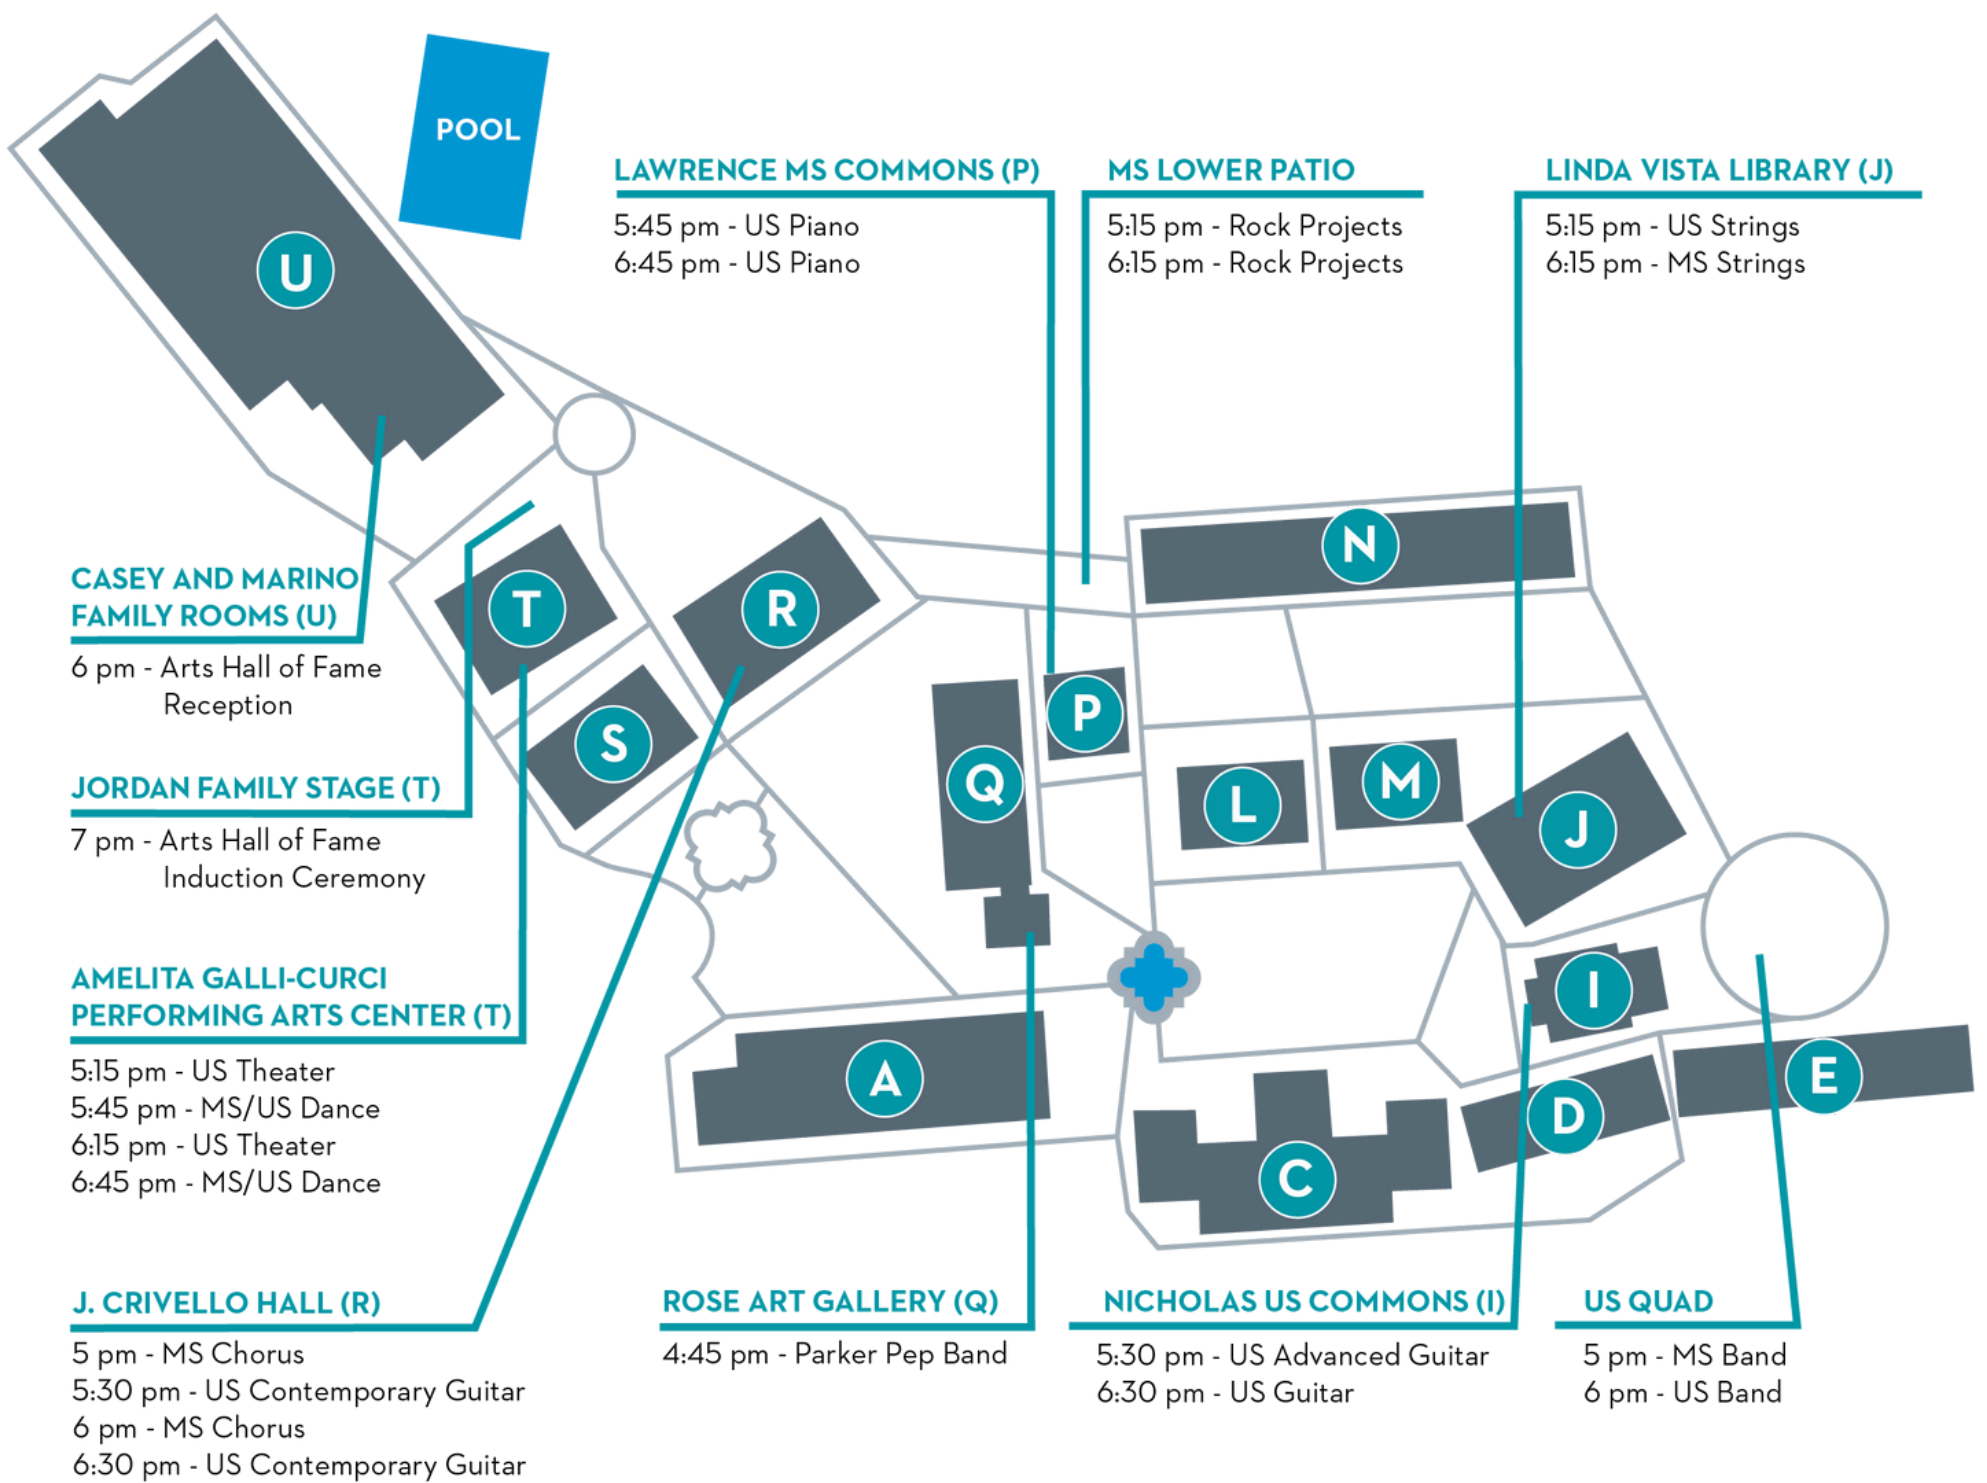 POOL
U
LAWRENCE MS COMMONS (P)
5:45 pm - US Piano
6:45 pm - US Piano
MS LOWER PATIO
5:15 pm - Rock Projects
6:15 pm - Rock Projects
LINDA VISTA LIBRARY (J)
5:15 pm - US Strings
6:15 pm - MS Strings
N
T
R
S
P
Q
L
M
J
I
A
C
D
E
CASEY AND MARINO
FAMILY ROOMS (U)
6 pm - Arts Hall of Fame
Reception
JORDAN FAMILY STAGE (T)
7 pm - Arts Hall of Fame
Induction Ceremony
AMELITA GALLI-CURCI
PERFORMING ARTS CENTER (T)
5:15 pm - US Theater
5:45 pm - MS/US Dance
6:15 pm - US Theater
6:45 pm - MS/US Dance
J. CRIVELLO HALL (R)
5 pm - MS Chorus
5:30 pm - US Contemporary Guitar
6 pm - MS Chorus
6:30 pm - US Contemporary Guitar
ROSE ART GALLERY (Q)
4:45 pm - Parker Pep Band
NICHOLAS US COMMONS (I)
5:30 pm - US Advanced Guitar
6:30 pm - US Guitar
US QUAD
5 pm - MS Band
6 pm - US Band